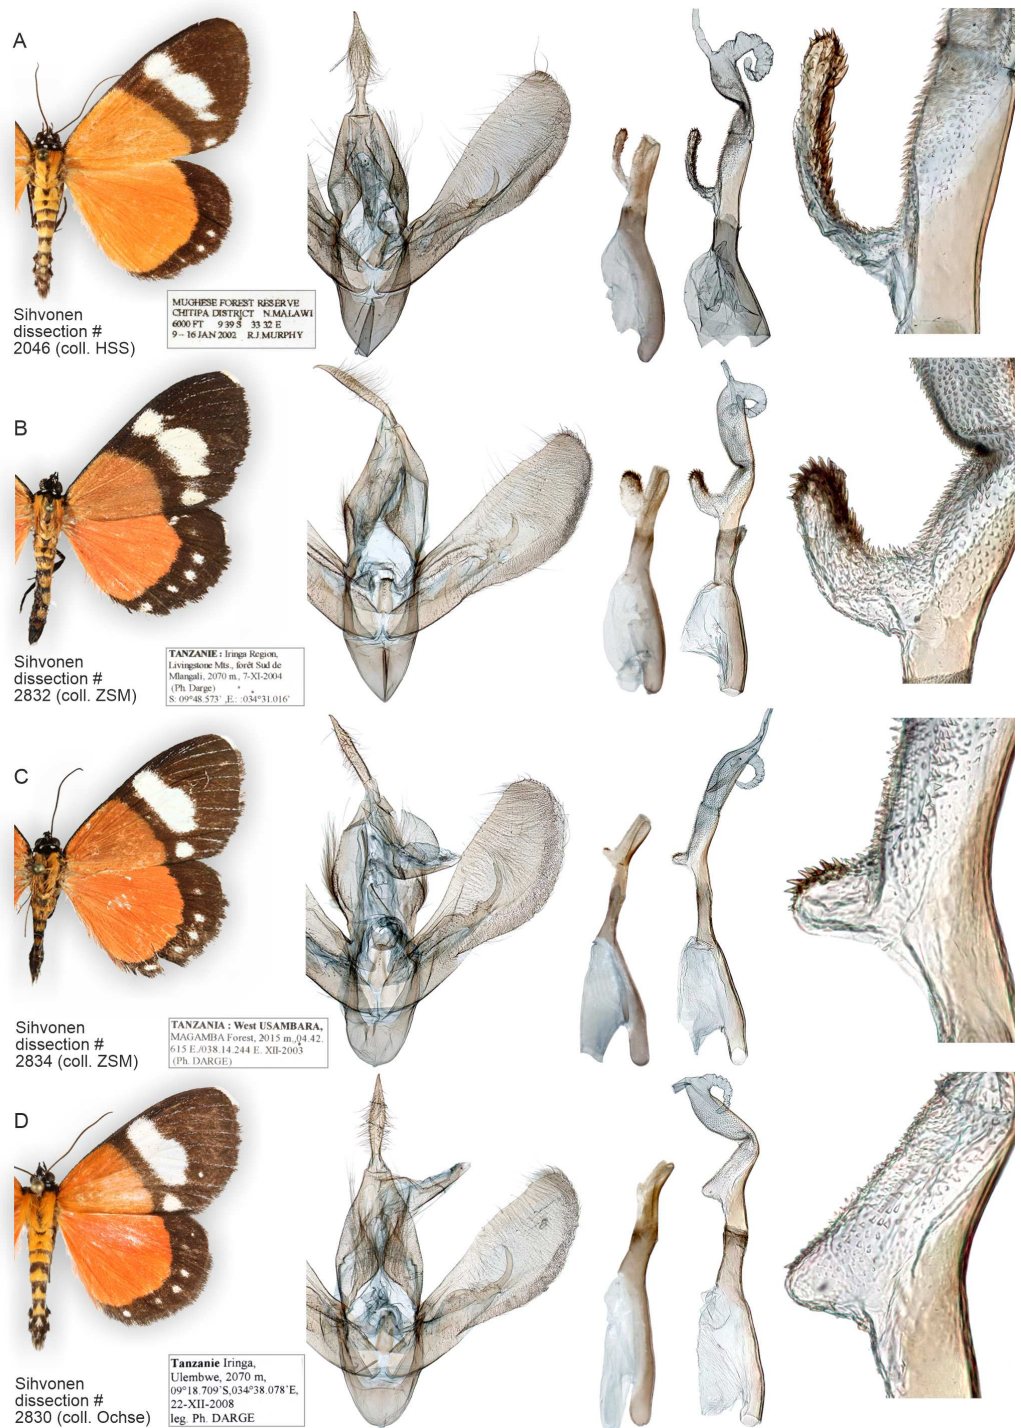 A
Sihvonen
dissection #
2046 (coll. HSS)
MUGHESE FOREST RESERVE
CHITIPA DISTRICT N.MALAWI
6000 FT 9 39 S 33 32 E
9 - 16 JAN 2002 R.J.MURPHY
B
Sihvonen
dissection #
2832 (coll. ZSM)
TANZANIE : Iringa Region,
Livingstone Mts., forêt Sud de
Mlangali, 2070 m., 7-XI-2004
(Ph. Darge)
S: 09°48.573' ,E.: :034°31.016'
C
Sihvonen
dissection #
2834 (coll. ZSM)
TANZANIA : West USAMBARA,
MAGAMBA Forest, 2015 m.,04.42.
615 E./038.14.244 E. XII-2003
(Ph. DARGE)
D
Sihvonen
dissection #
2830 (coll. Ochse)
Tanzanie Iringa,
Ulembwe, 2070 m,
09°18.709'S,034°38.078'E,
22-XII-2008
leg. Ph. DARGE